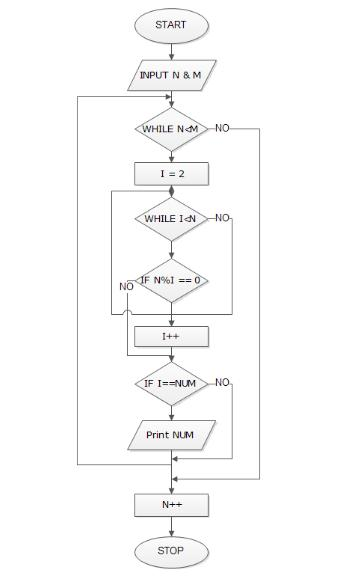 START
INPUT N & M
WHILE N<M
NO
I = 2
WHILE I<N
NO
IF N%I == 0
NO
I++
IF I==NUM
NO
Print NUM
N++
STOP